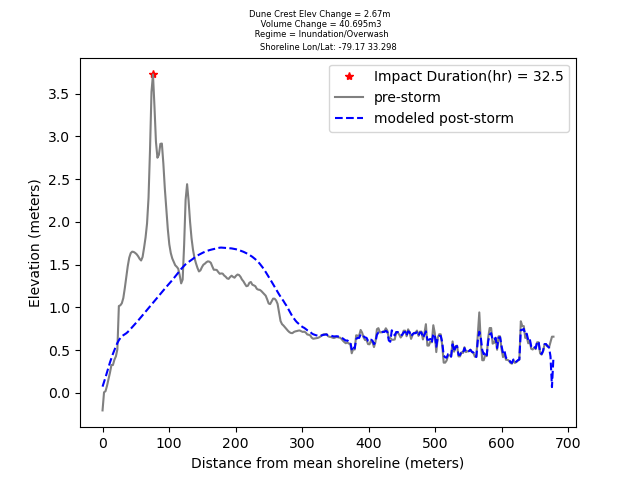 Dune Crest Elev Change = 2.67m
Volume Change = 40.695m3
Regime = Inundation/Overwash
Shoreline Lon/Lat: -79.17 33.298
Impact Duration(hr) = 32.5
pre-storm
modeled post-storm
Elevation (meters)
3.5
3.0
2.5
2.0
1.5
1.0
0.5
0.0
0 100 200 300 400 500 600 700
Distance from mean shoreline (meters)